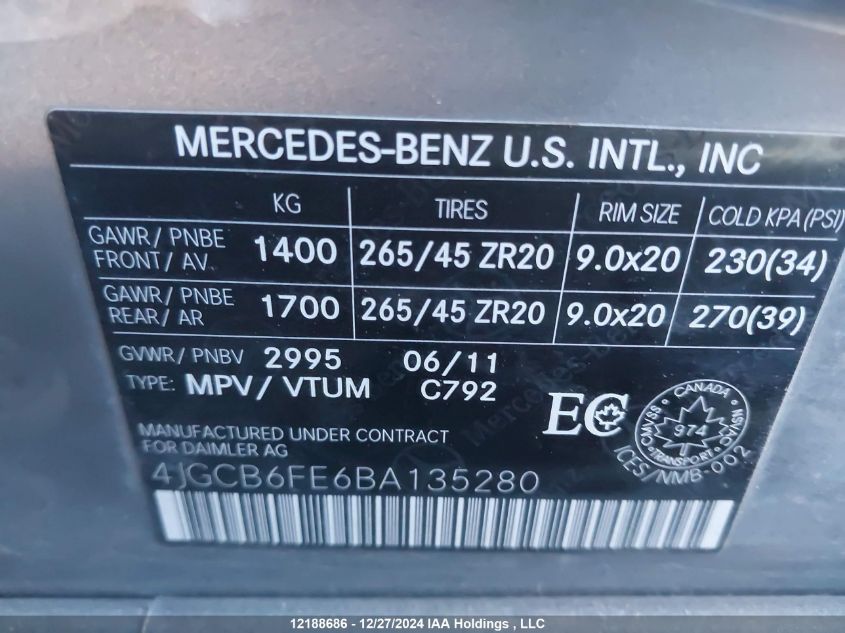 MERCEDES-BENZ U.S. INTL., INC
KG TIRES RIM SIZE COLD KPA (PSI)
GAWR/ PNBE FRONT/ AV. 1400 265/45 ZR20 9.0x20 230(34)
GAWR/ PNBE REAR/ AR 1700 265/45 ZR20 9.0x20 270(39)
GVWR/ PNBV 2995 06/11
TYPE: MPV/ VTUM C792
EC
CANADA
CMVSS 974 NSVAC
TRANSPORT
ICES/NMB-002
MANUFACTURED UNDER CONTRACT
FOR DAIMLER AG
4JGCB6FE6BA135280
12188686 - 12/27/2024 IAA Holdings , LLC